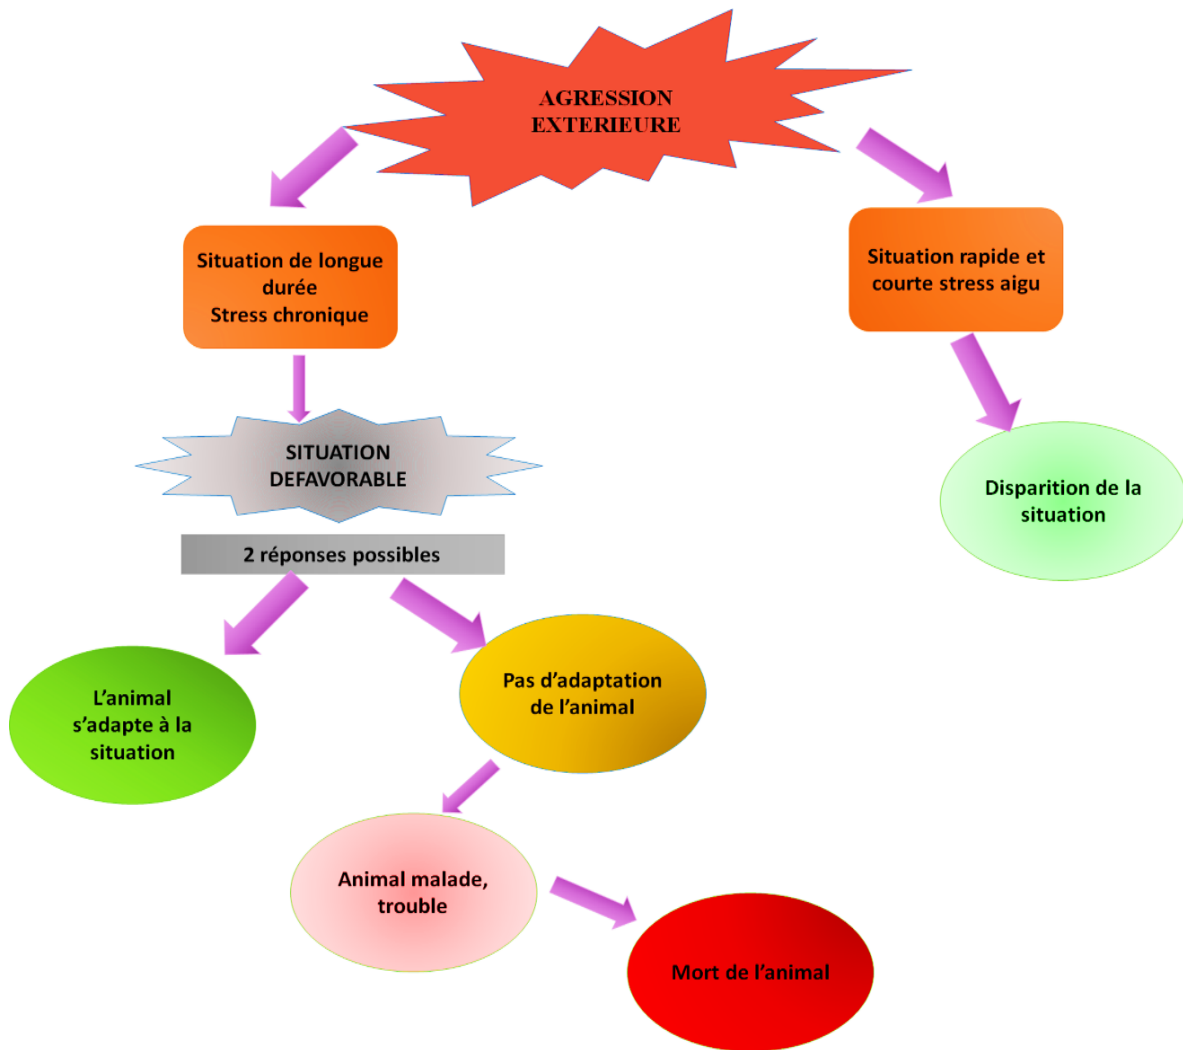 AGRESSION
EXTERIEURE
Situation de longue
durée
Stress chronique
Situation rapide et
courte stress aigu
SITUATION
DEFAVORABLE
Disparition de la
situation
2 réponses possibles
L’animal
s’adapte à la
situation
Pas d’adaptation
de l’animal
Animal malade,
trouble
Mort de l’animal